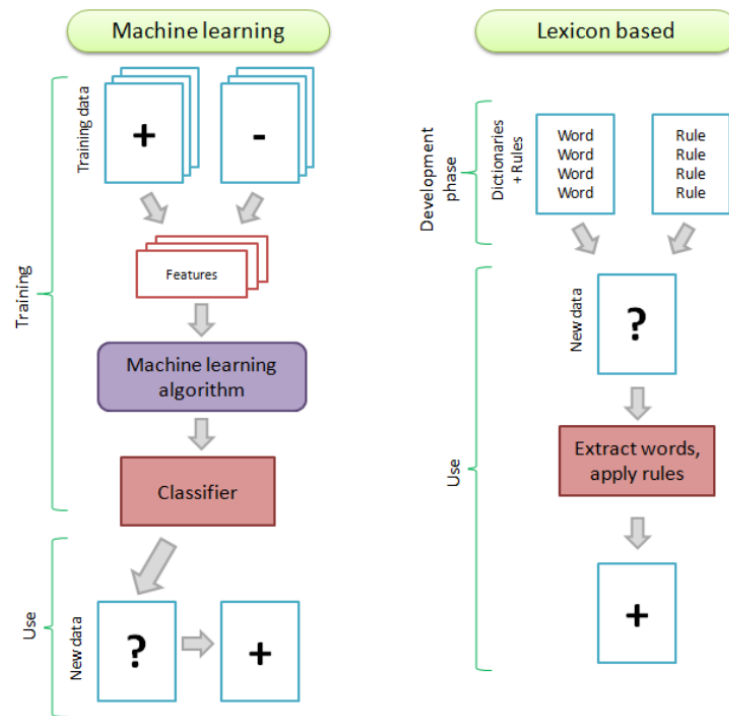 Machine learning
Training
Training data
+
-
Features
Machine learning
algorithm
Classifier
Use
New data
?
+
Lexicon based
Development
phase
Dictionaries
+ Rules
Word
Word
Word
Word
Rule
Rule
Rule
Rule
Use
New data
?
Extract words,
apply rules
+